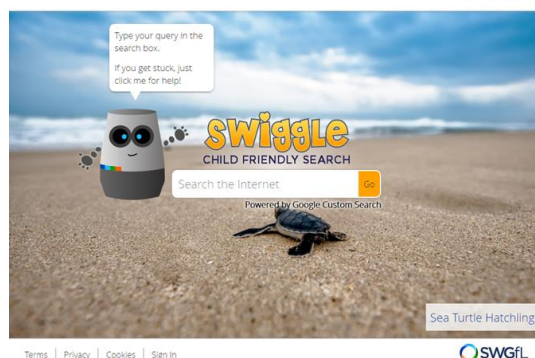 Type your query in the
search box.
If you get stuck, just
click me for help!
swiggle
CHILD FRIENDLY SEARCH
Search the Internet
Go
Powered by Google Custom Search
Sea Turtle Hatchling
Terms | Privacy | Cookies | Sign In
SWGfL